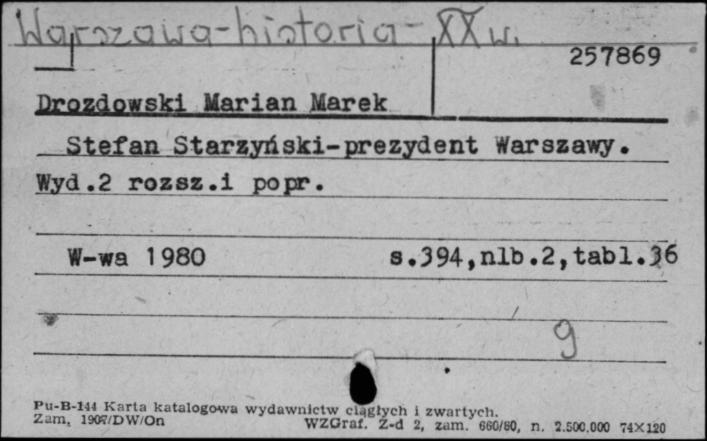 Warszawa-historia-XX w.
257869
Drozdowski Marian Marek
Stefan Starzyński-prezydent Warszawy.
Wyd.2 rozsz.i popr.
W-wa 1980 s.394,nlb.2,tabl.36
9
Pu-B-144 Karta katalogowa wydawnictw ciągłych i zwartych.
Zam, 1907/DW/On WZGraf. Z-d 2, zam. 660/80, n. 2.500.000 74X120